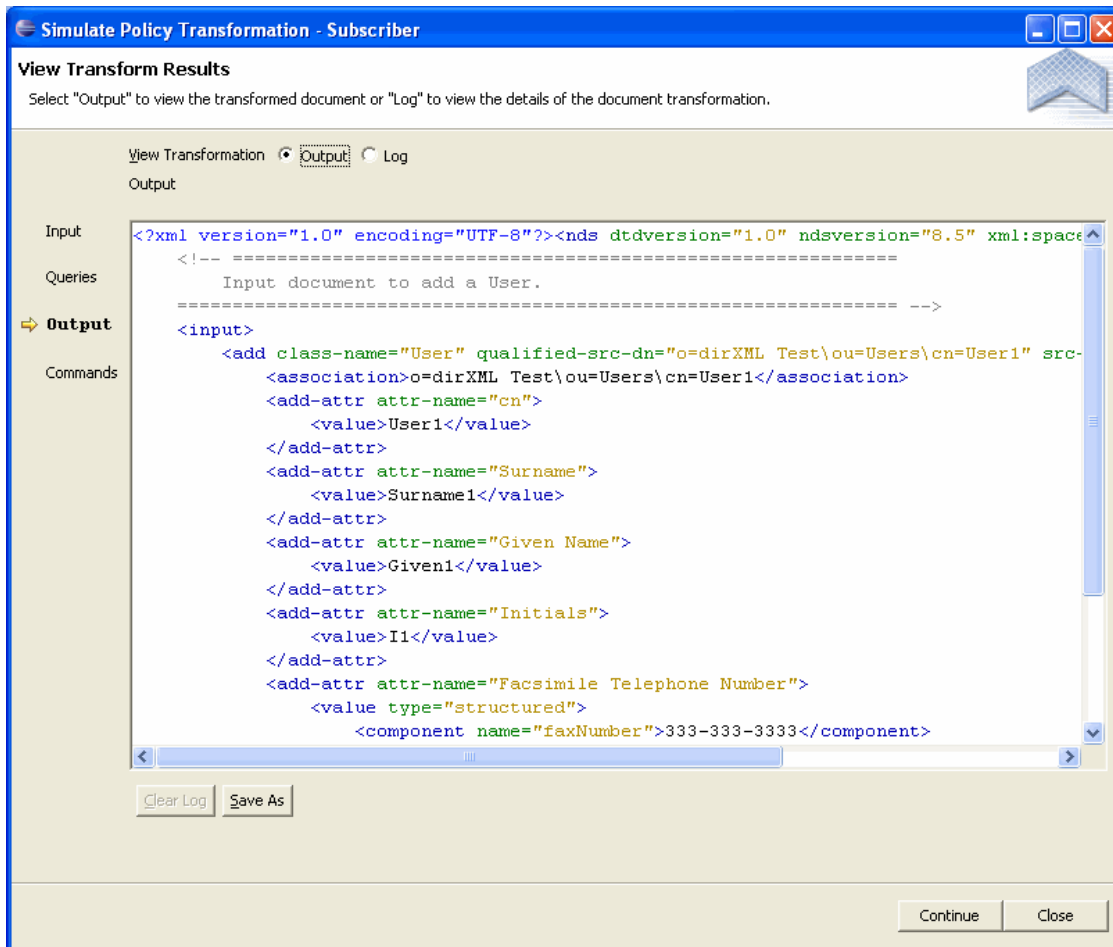 Simulate Policy Transformation - Subscriber
View Transform Results
Select "Output" to view the transformed document or "Log" to view the details of the document transformation.
View Transformation Output Log
Output
Input
Queries
Output
Commands
<?xml version="1.0" encoding="UTF-8"?><nds dtdversion="1.0" ndsversion="8.5" xml:space
<!-- =============================================================
Input document to add a User.
================================================================= -->
<input>
<add class-name="User" qualified-src-dn="o=dirXML Test\ou=Users\cn=User1" src-
<association>o=dirXML Test\ou=Users\cn=User1</association>
<add-attr attr-name="cn">
<value>User1</value>
</add-attr>
<add-attr attr-name="Surname">
<value>Surname1</value>
</add-attr>
<add-attr attr-name="Given Name">
<value>Given1</value>
</add-attr>
<add-attr attr-name="Initials">
<value>I1</value>
</add-attr>
<add-attr attr-name="Facsimile Telephone Number">
<value type="structured">
<component name="faxNumber">333-333-3333</component>
Clear Log Save As
Continue Close